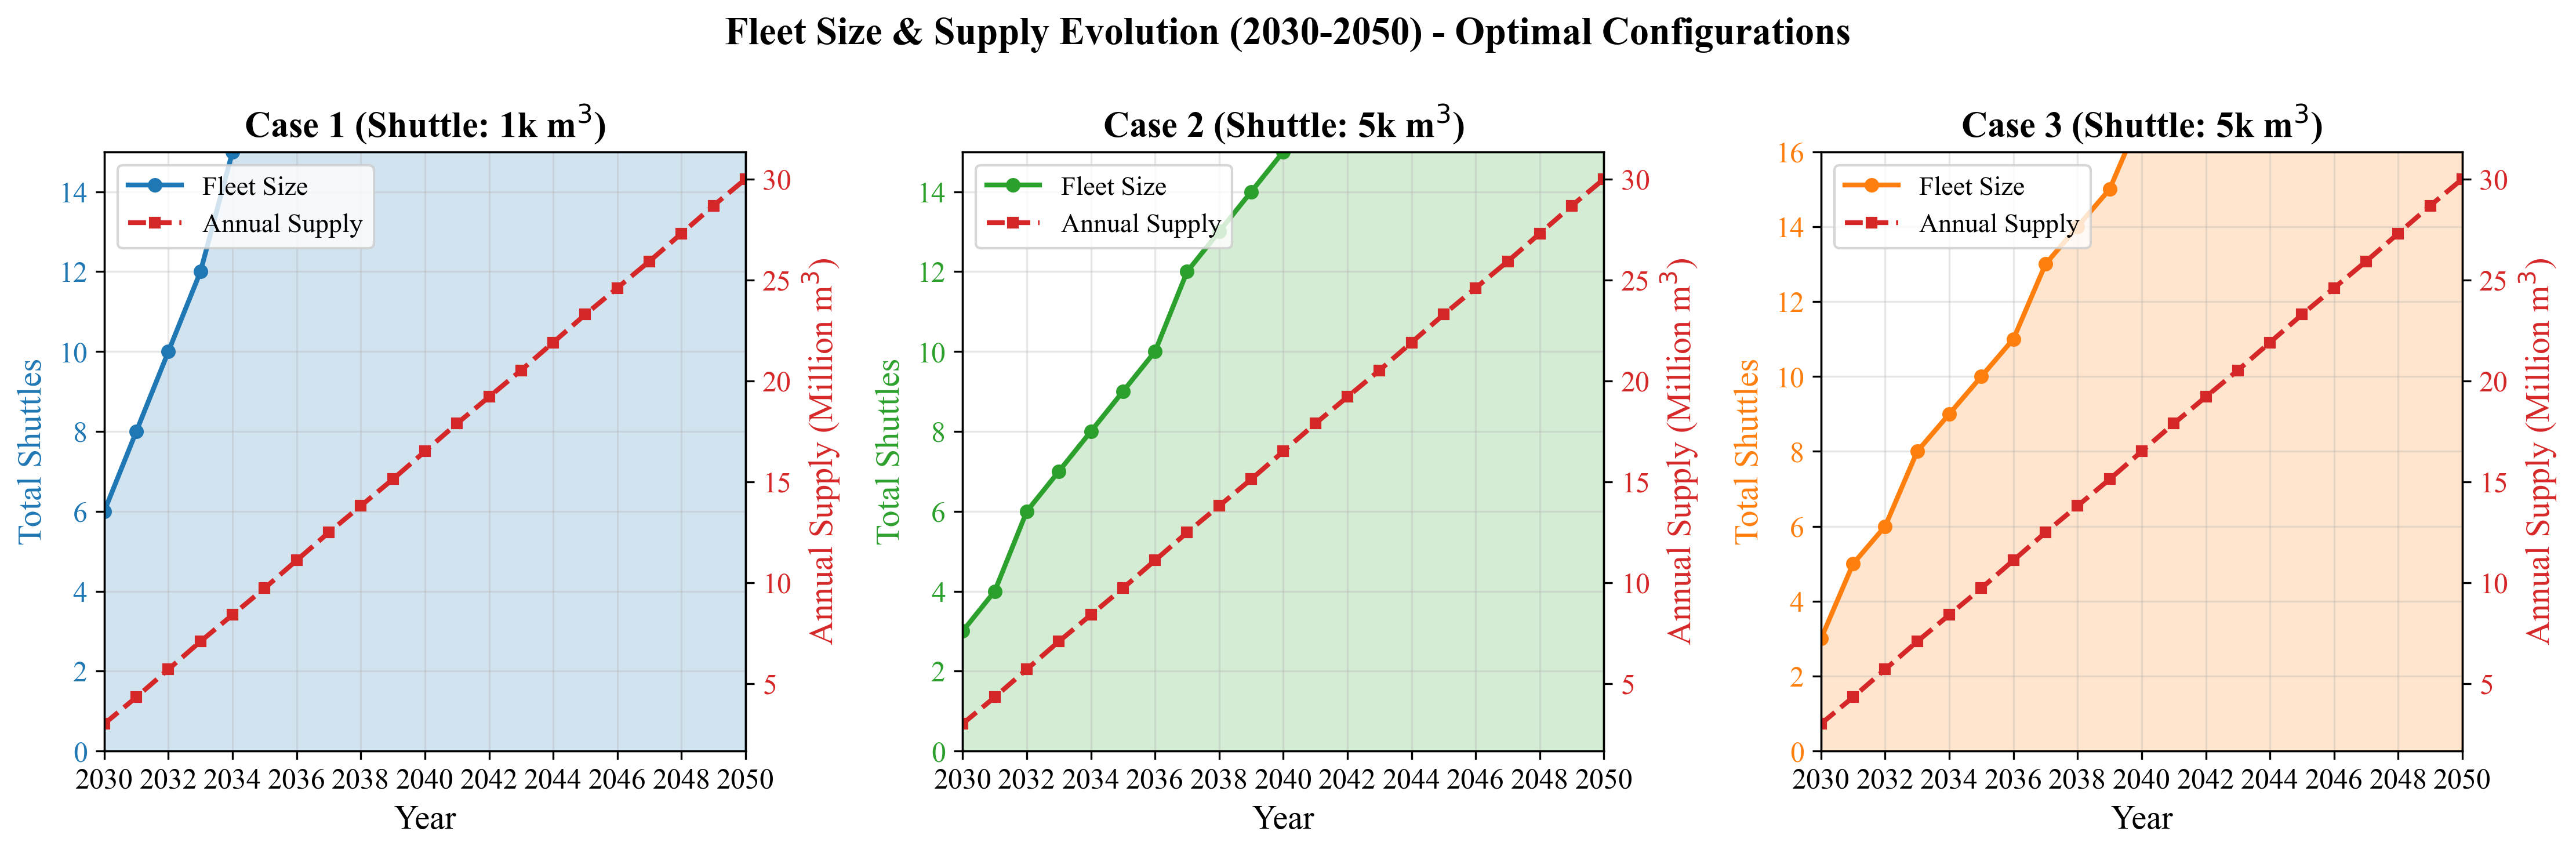 Fleet Size & Supply Evolution (2030-2050) - Optimal Configurations
Case 1 (Shuttle: 1k m³)
Fleet Size
Annual Supply
Total Shuttles
14
12
10
8
6
4
2
0
30
25
20
15
10
5
Annual Supply (Million m³)
2030 2032 2034 2036 2038 2040 2042 2044 2046 2048 2050
Year
Case 2 (Shuttle: 5k m³)
Fleet Size
Annual Supply
Total Shuttles
14
12
10
8
6
4
2
0
30
25
20
15
10
5
Annual Supply (Million m³)
2030 2032 2034 2036 2038 2040 2042 2044 2046 2048 2050
Year
Case 3 (Shuttle: 5k m³)
Fleet Size
Annual Supply
Total Shuttles
16
14
12
10
8
6
4
2
0
30
25
20
15
10
5
Annual Supply (Million m³)
2030 2032 2034 2036 2038 2040 2042 2044 2046 2048 2050
Year